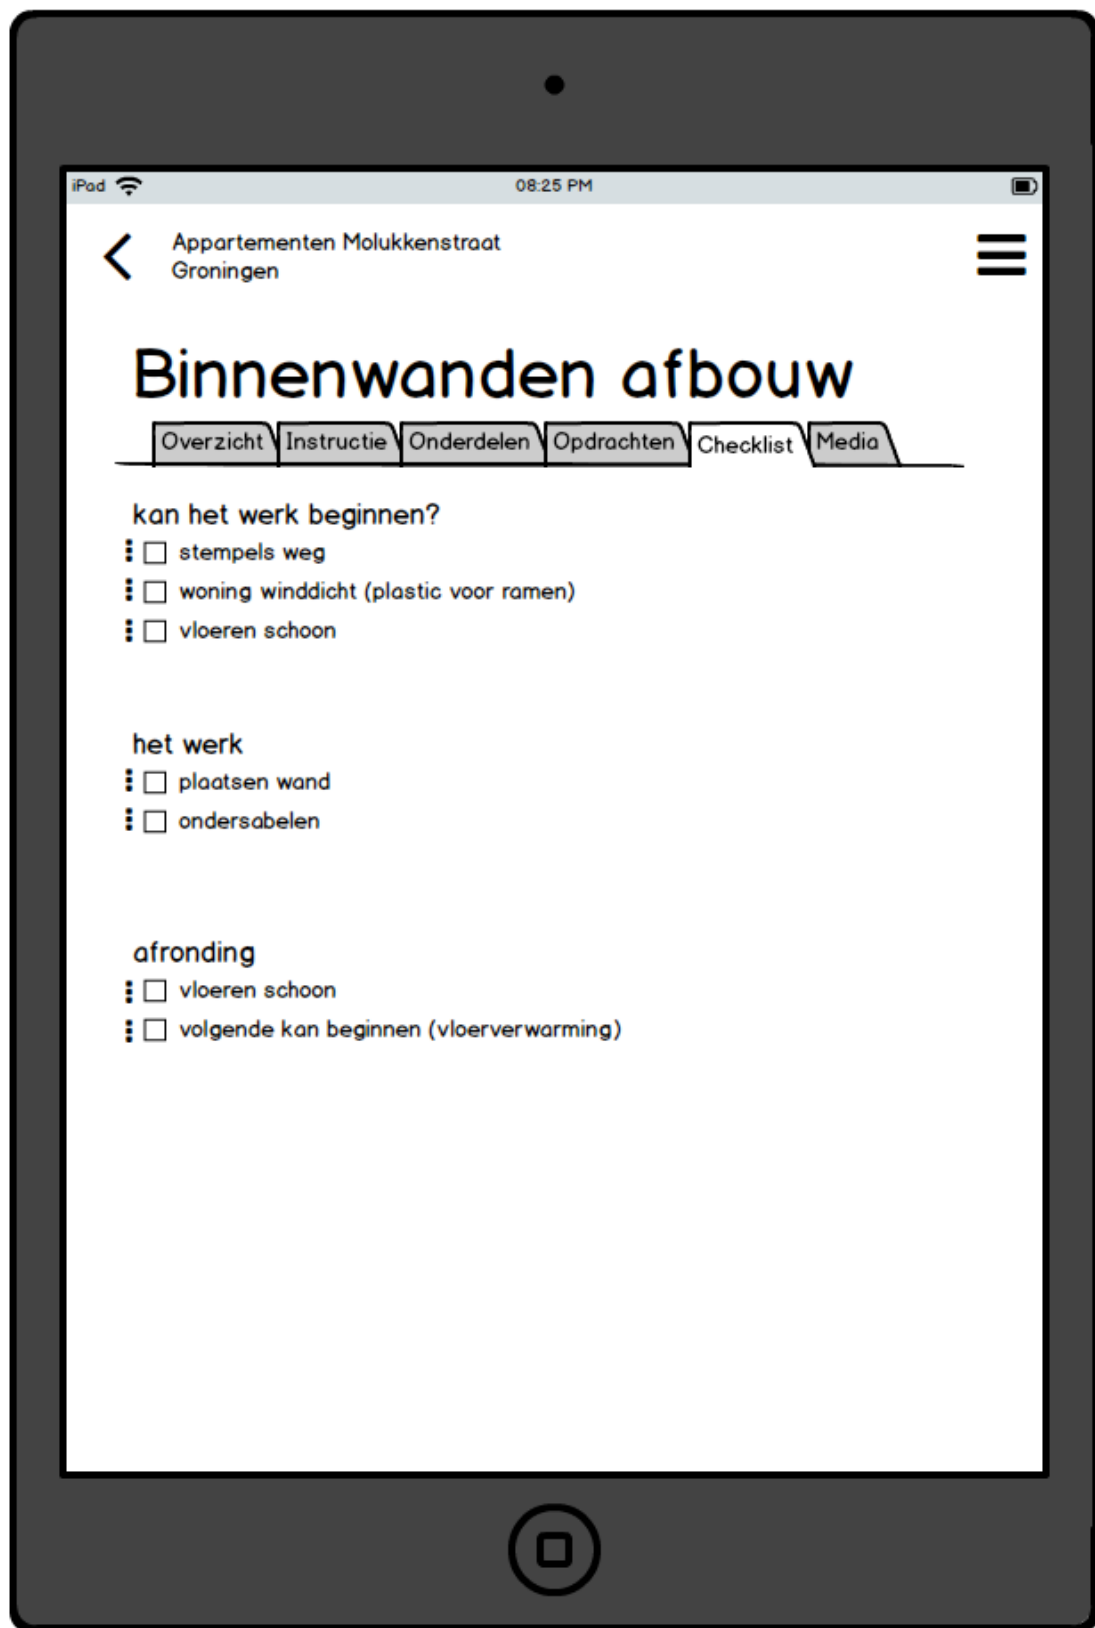 iPad 08:25 PM
Appartementen Molukkenstraat
Groningen
Binnenwanden afbouw
Overzicht Instructie Onderdelen Opdrachten Checklist Media
kan het werk beginnen?
stempels weg
woning winddicht (plastic voor ramen)
vloeren schoon
het werk
plaatsen wand
ondersabelen
afronding
vloeren schoon
volgende kan beginnen (vloerverwarming)